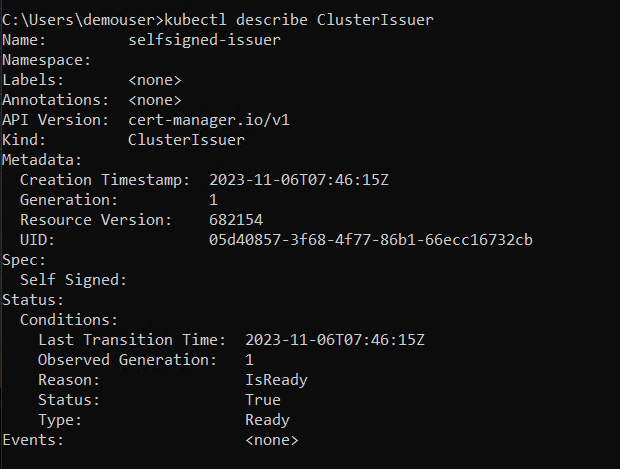 C:\Users\demouser>kubectl describe ClusterIssuer
Name:         selfsigned-issuer
Namespace:
Labels:       <none>
Annotations:  <none>
API Version:  cert-manager.io/v1
Kind:         ClusterIssuer
Metadata:
  Creation Timestamp:  2023-11-06T07:46:15Z
  Generation:          1
  Resource Version:    682154
  UID:                 05d40857-3f68-4f77-86b1-66ecc16732cb
Spec:
  Self Signed:
Status:
  Conditions:
    Last Transition Time:  2023-11-06T07:46:15Z
    Observed Generation:   1
    Reason:                IsReady
    Status:                True
    Type:                  Ready
Events:                    <none>